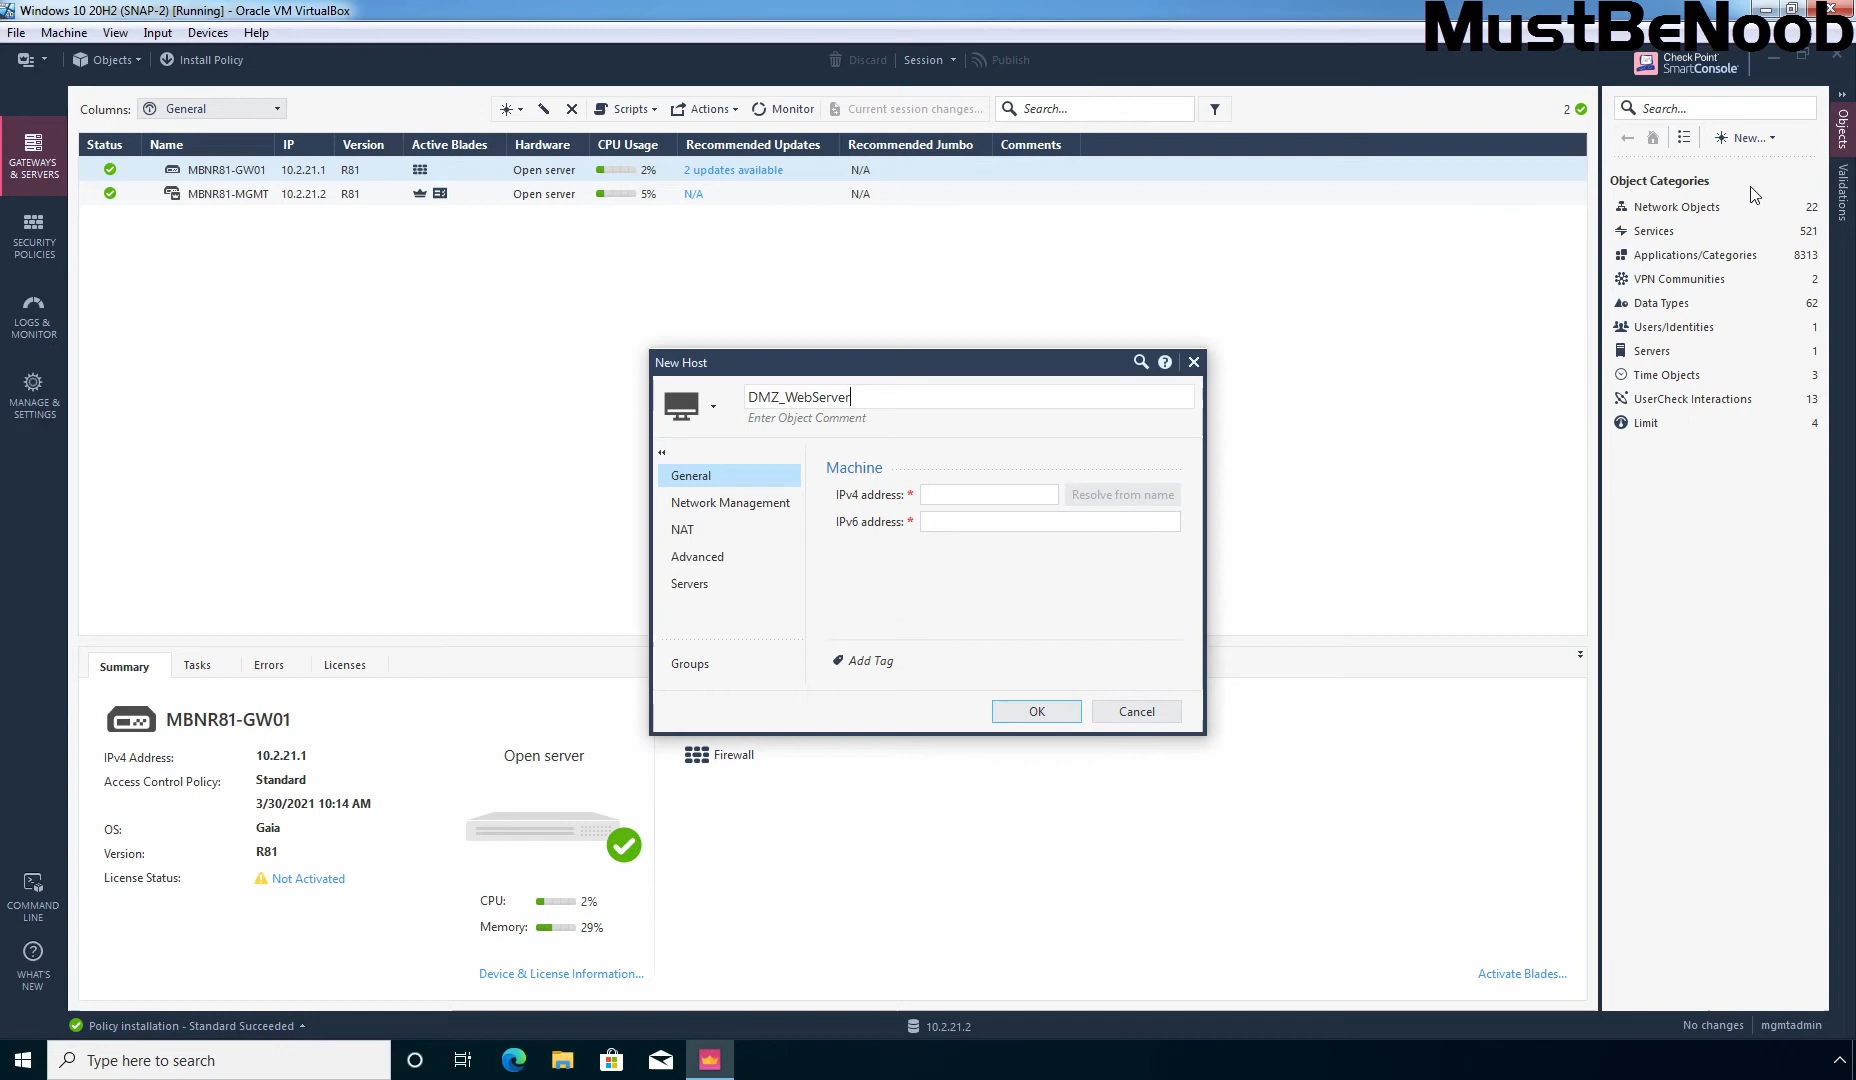 Windows 10 20H2 (SNAP-2) [Running] - Oracle VM VirtualBox
MustBeNoob
File Machine View Input Devices Help
Objects Install Policy Discard Session Publish Check Point SmartConsole
Columns: General Scripts Actions Monitor Current session changes... Search... 2 Search...
New...
Status Name IP Version Active Blades Hardware CPU Usage Recommended Updates Recommended Jumbo Comments
MBNR81-GW01 10.2.21.1 R81 Open server 2% 2 updates available N/A
MBNR81-MGMT 10.2.21.2 R81 Open server 5% N/A N/A
GATEWAYS & SERVERS
SECURITY POLICIES
LOGS & MONITOR
MANAGE & SETTINGS
COMMAND LINE
WHAT'S NEW
Object Categories
Network Objects 22
Services 521
Applications/Categories 8313
VPN Communities 2
Data Types 62
Users/Identities 1
Servers 1
Time Objects 3
UserCheck Interactions 13
Limit 4
Objects
Validations
New Host
DMZ_WebServer
Enter Object Comment
General
Network Management
NAT
Advanced
Servers
Groups
Machine
IPv4 address: * Resolve from name
IPv6 address: *
Add Tag
OK Cancel
Summary Tasks Errors Licenses
MBNR81-GW01
IPv4 Address: 10.2.21.1
Access Control Policy: Standard
3/30/2021 10:14 AM
OS: Gaia
Version: R81
License Status: Not Activated
Open server
CPU: 2%
Memory: 29%
Device & License Information...
Firewall
Activate Blades...
Policy installation - Standard Succeeded 10.2.21.2 No changes mgmtadmin
Type here to search